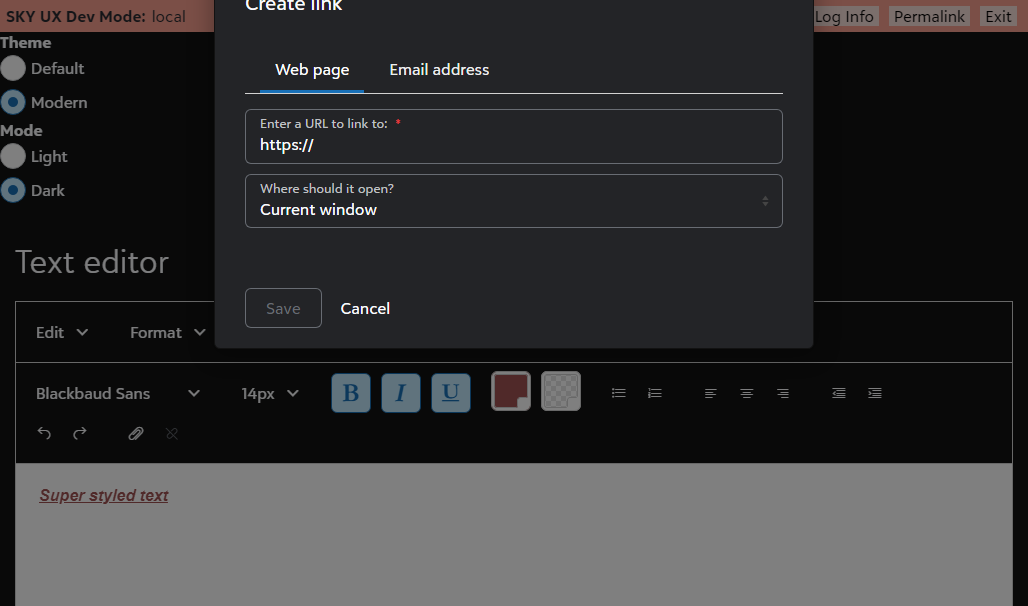 SKY UX Dev Mode: local
Log Info
Permalink
Exit
Create link
Theme
Default
Modern
Mode
Light
Dark
Web page
Email address
Enter a URL to link to: *
https://
Where should it open?
Current window
Save
Cancel
Text editor
Edit
Format
Blackbaud Sans
14px
B
I
U
Super styled text